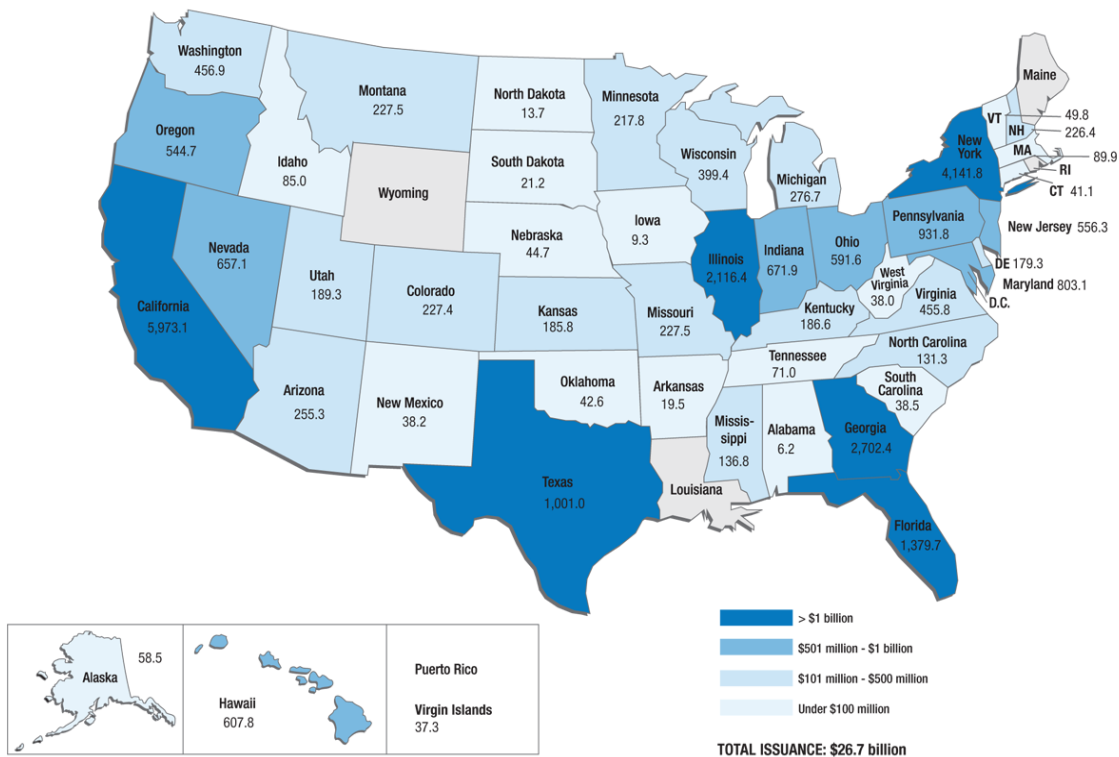 Washington
456.9
Montana
227.5
North Dakota
13.7
Minnesota
217.8
Maine
Oregon
544.7
Idaho
85.0
South Dakota
21.2
Wisconsin
399.4
Michigan
276.7
New
York
4,141.8
VT
49.8
NH
226.4
MA
89.9
RI
CT 41.1
Wyoming
Iowa
9.3
Nebraska
44.7
Pennsylvania
931.8
New Jersey 556.3
Nevada
657.1
Utah
189.3
Colorado
227.4
Illinois
2,116.4
Indiana
671.9
Ohio
591.6
West
Virginia
38.0
DE 179.3
Maryland 803.1
D.C.
California
5,973.1
Kansas
185.8
Missouri
227.5
Kentucky
186.6
Virginia
455.8
North Carolina
131.3
Tennessee
71.0
Arizona
255.3
New Mexico
38.2
Oklahoma
42.6
Arkansas
19.5
South
Carolina
38.5
Missis-
sippi
136.8
Alabama
6.2
Georgia
2,702.4
Texas
1,001.0
Louisiana
Florida
1,379.7
Alaska
58.5
Hawaii
607.8
Puerto Rico
Virgin Islands
37.3
> $1 billion
$501 million - $1 billion
$101 million - $500 million
Under $100 million
TOTAL ISSUANCE: $26.7 billion